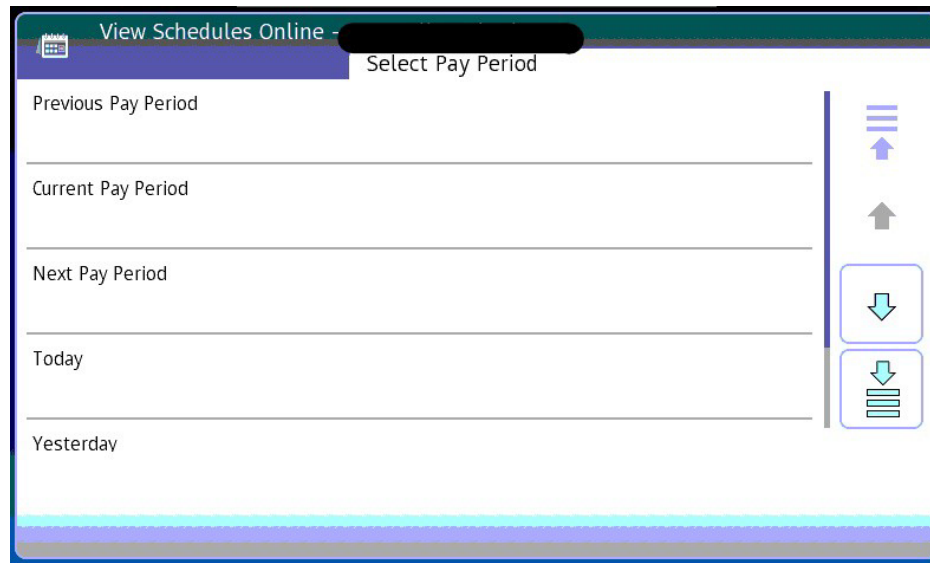 View Schedules Online -
Select Pay Period
Previous Pay Period
Current Pay Period
Next Pay Period
Today
Yesterday